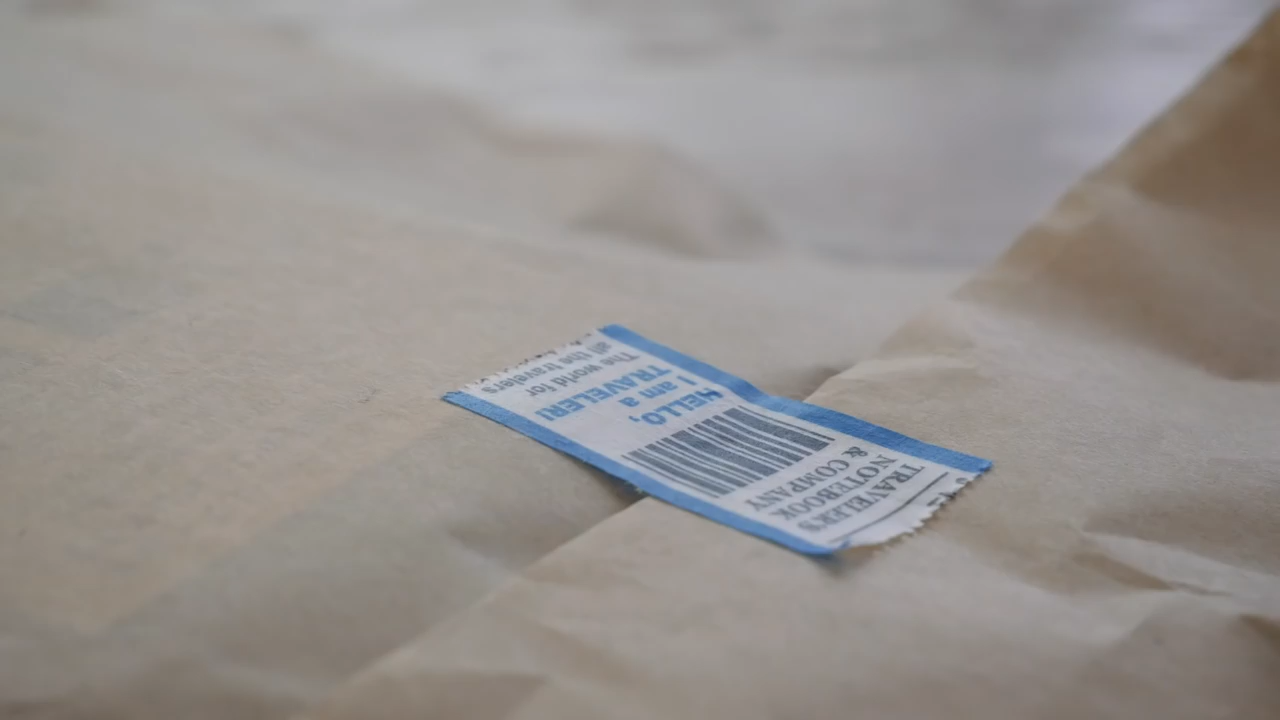 TRAVELER'S
NOTEBOOK
& COMPANY
HELLO,
I am a
TRAVELER!
The world for
all the travelers